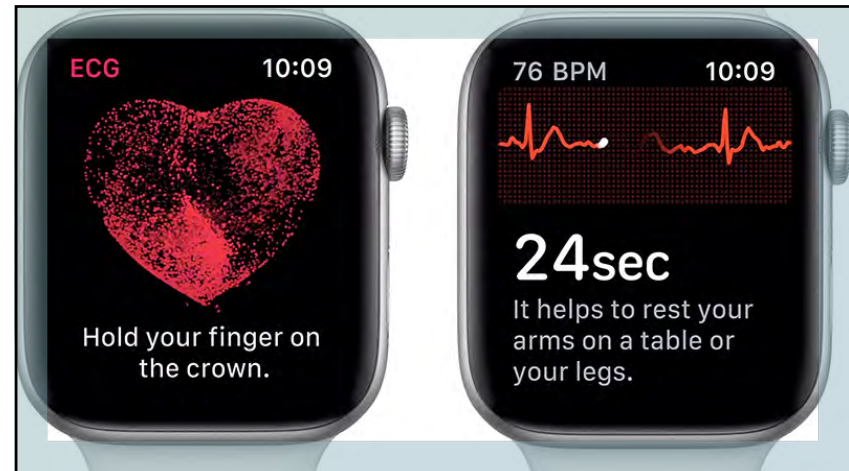 ECG 10:09
Hold your finger on
the crown.
76 BPM 10:09
24sec
It helps to rest your
arms on a table or
your legs.